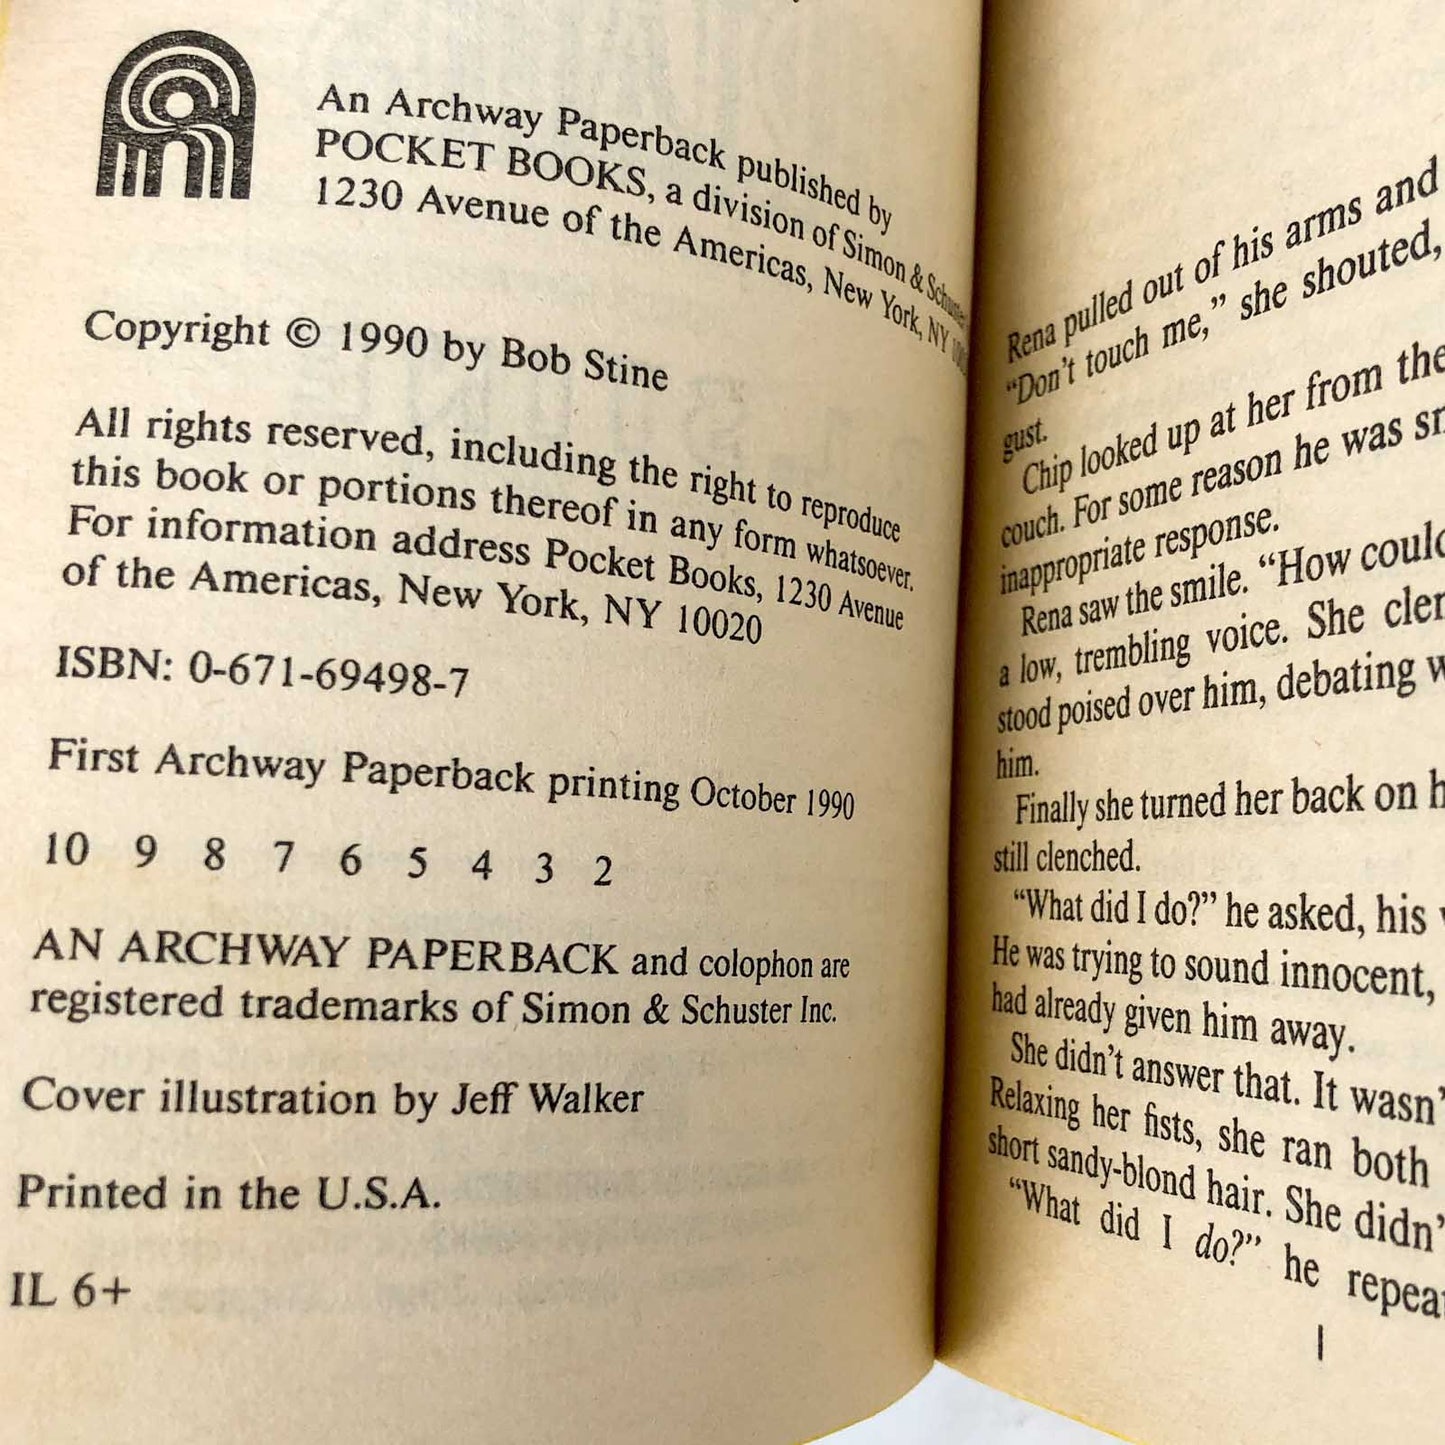 An Archway Paperback published by
POCKET BOOKS, a division of Simon & Schuster
1230 Avenue of the Americas, New York, NY
Copyright © 1990 by Bob Stine
All rights reserved, including the right to reproduce
this book or portions thereof in any form whatsoever.
For information address Pocket Books, 1230 Avenue
of the Americas, New York, NY 10020
ISBN: 0-671-69498-7
First Archway Paperback printing October 1990
10 9 8 7 6 5 4 3 2
AN ARCHWAY PAPERBACK and colophon are
registered trademarks of Simon & Schuster Inc.
Cover illustration by Jeff Walker
Printed in the U.S.A.
IL 6+
Rena pulled out of his arms and
"Don't touch me," she shouted,
gust.
Chip looked up at her from the
couch. For some reason he was sm
inappropriate response.
Rena saw the smile. "How could
a low, trembling voice. She clen
stood poised over him, debating w
him.
Finally she turned her back on h
still clenched.
"What did I do?" he asked, his v
He was trying to sound innocent,
had already given him away.
She didn't answer that. It wasn'
Relaxing her fists, she ran both
short sandy-blond hair. She didn'
"What did I do?" he repea
1